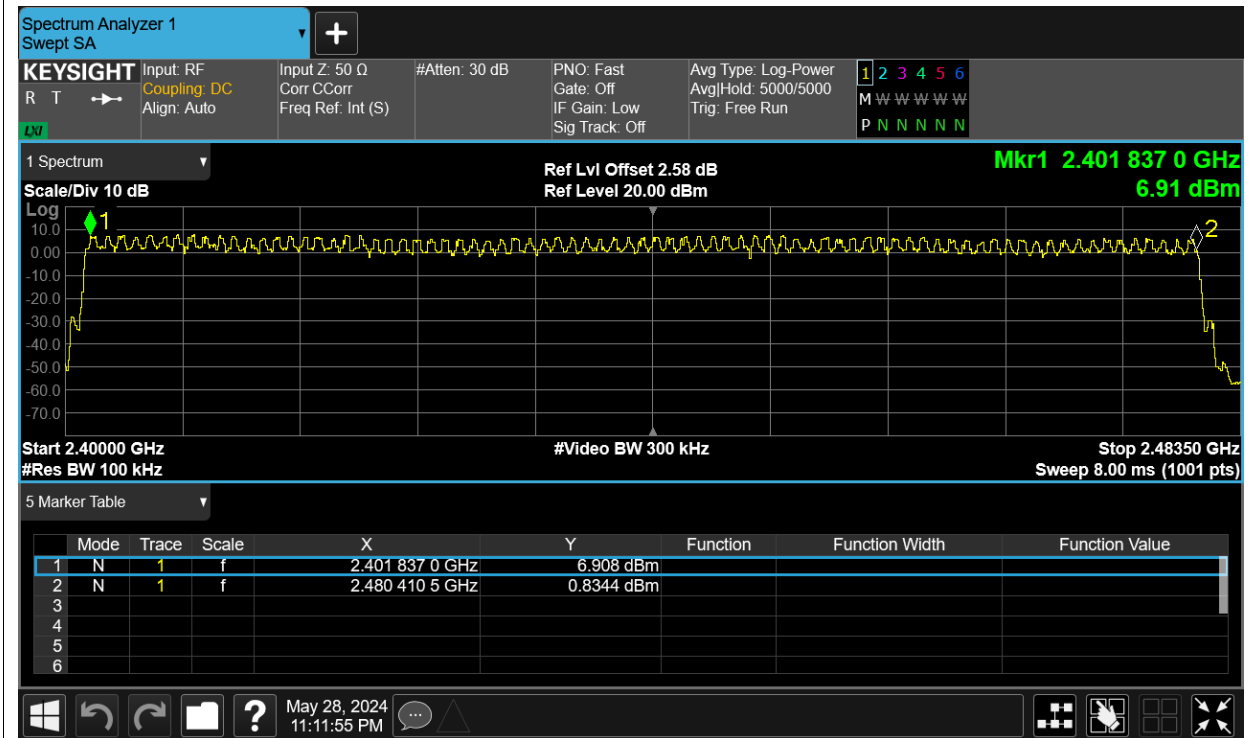 Spectrum Analyzer 1
Swept SA
+
KEYSIGHT Input: RF Input Z: 50 Ω #Atten: 30 dB PNO: Fast Avg Type: Log-Power 1 2 3 4 5 6
R T Coupling: DC Corr CCorr Gate: Off Avg|Hold: 5000/5000 M W W W W W
Align: Auto Freq Ref: Int (S) IF Gain: Low Trig: Free Run
LXI Sig Track: Off P N N N N N
1 Spectrum Ref Lvl Offset 2.58 dB Mkr1 2.401 837 0 GHz
Scale/Div 10 dB Ref Level 20.00 dBm 6.91 dBm
Log
1
2
10.0
0.00
-10.0
-20.0
-30.0
-40.0
-50.0
-60.0
-70.0
Start 2.40000 GHz #Video BW 300 kHz Stop 2.48350 GHz
#Res BW 100 kHz Sweep 8.00 ms (1001 pts)
5 Marker Table
Mode Trace Scale X Y Function Function Width Function Value
1 N 1 f 2.401 837 0 GHz 6.908 dBm
2 N 1 f 2.480 410 5 GHz 0.8344 dBm
3
4
5
6
? May 28, 2024
11:11:55 PM